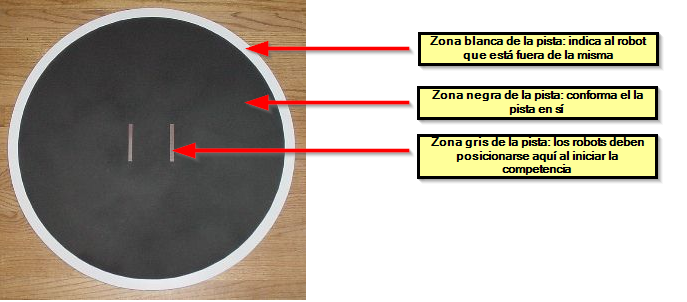 Zona blanca de la pista: indica al robot
que está fuera de la misma
Zona negra de la pista: conforma el la
pista en sí
Zona gris de la pista: los robots deben
posicionarse aquí al iniciar la
competencia